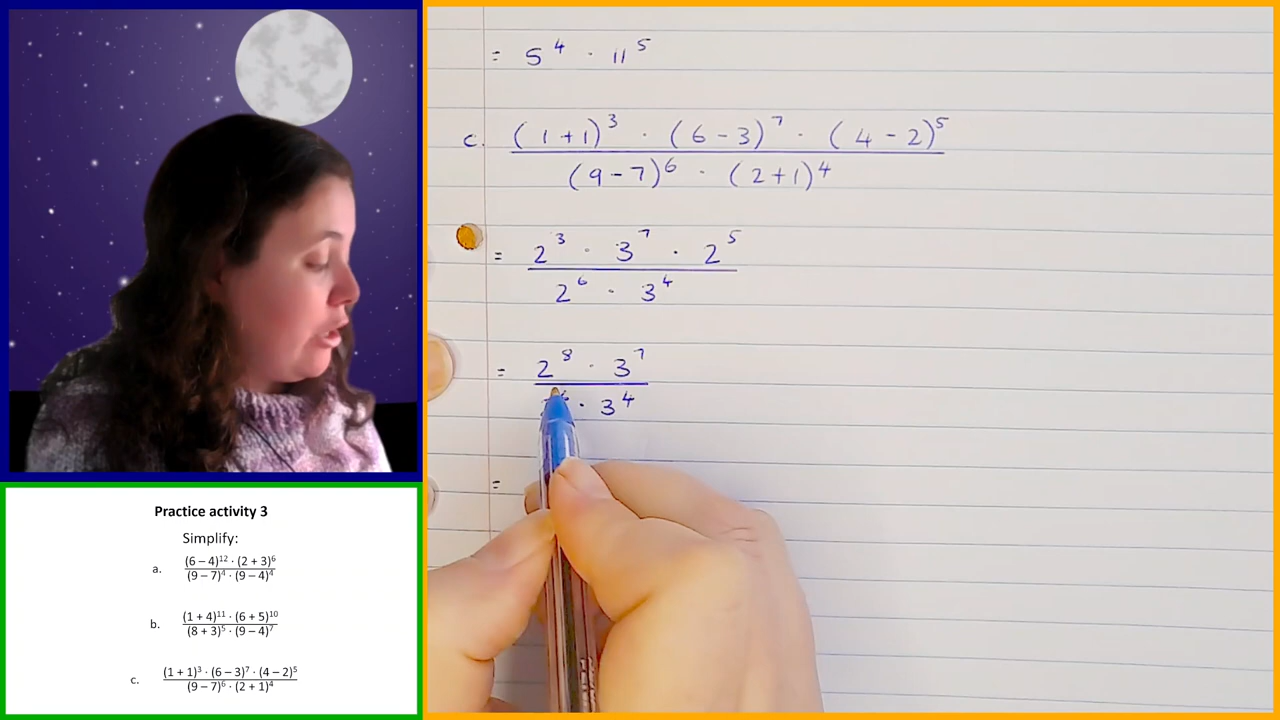 = 5⁴ · 11⁵
c. (1+1)³ · (6-3)⁷ · (4-2)⁵
(9-7)⁶ · (2+1)⁴
= 2³ · 3⁷ · 2⁵
2⁶ · 3⁴
= 2⁸ · 3⁷
· 3⁴
=
Practice activity 3
Simplify:
a. (6 – 4)¹² · (2 + 3)⁶
(9 – 7)⁴ · (9 – 4)⁴
b. (1 + 4)¹¹ · (6 + 5)¹⁰
(8 + 3)⁵ · (9 – 4)⁷
c. (1 + 1)³ · (6 – 3)⁷ · (4 – 2)⁵
(9 – 7)⁶ · (2 + 1)⁴